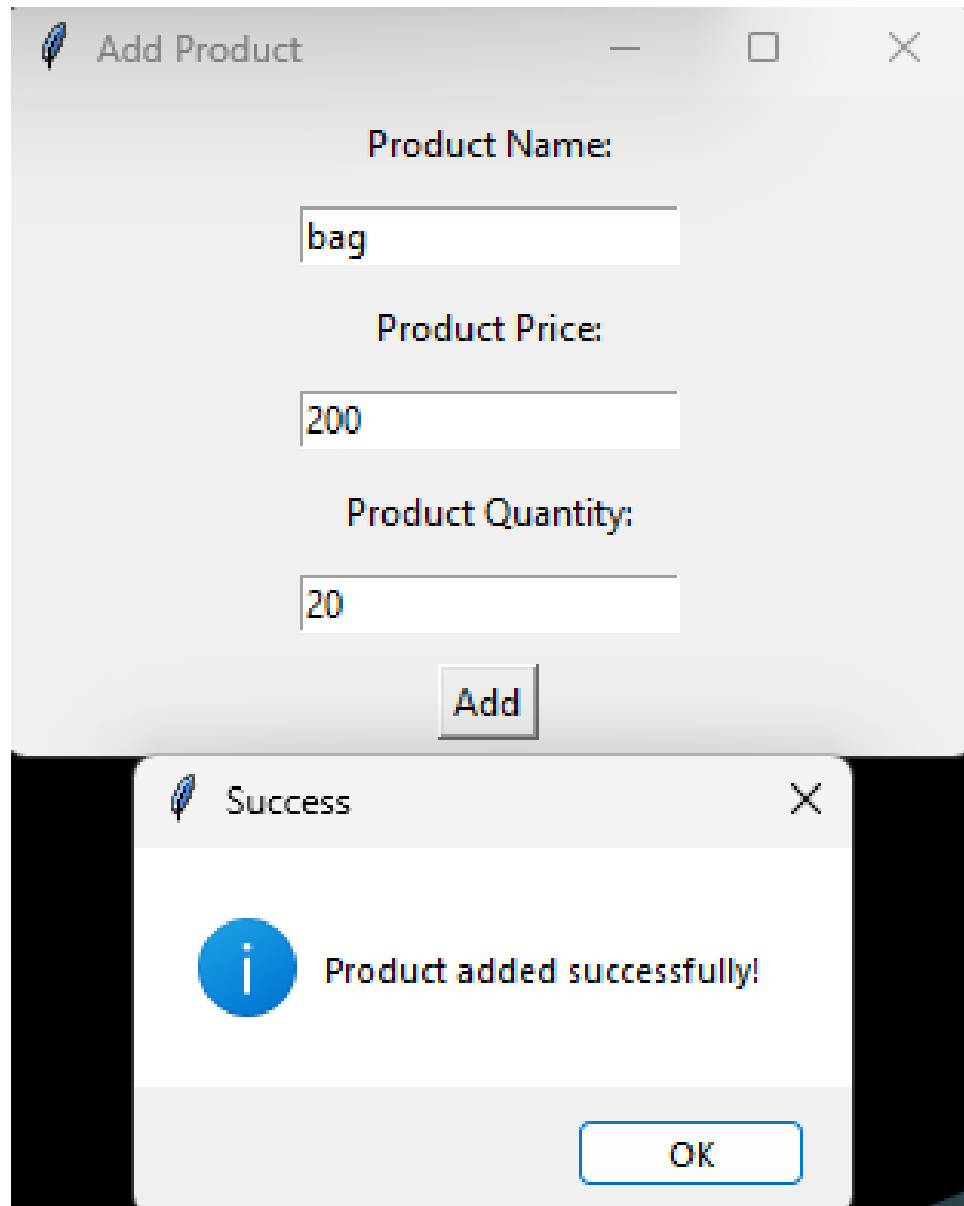 Add Product
Product Name:
bag
Product Price:
200
Product Quantity:
20
Add
Success
i
Product added successfully!
OK